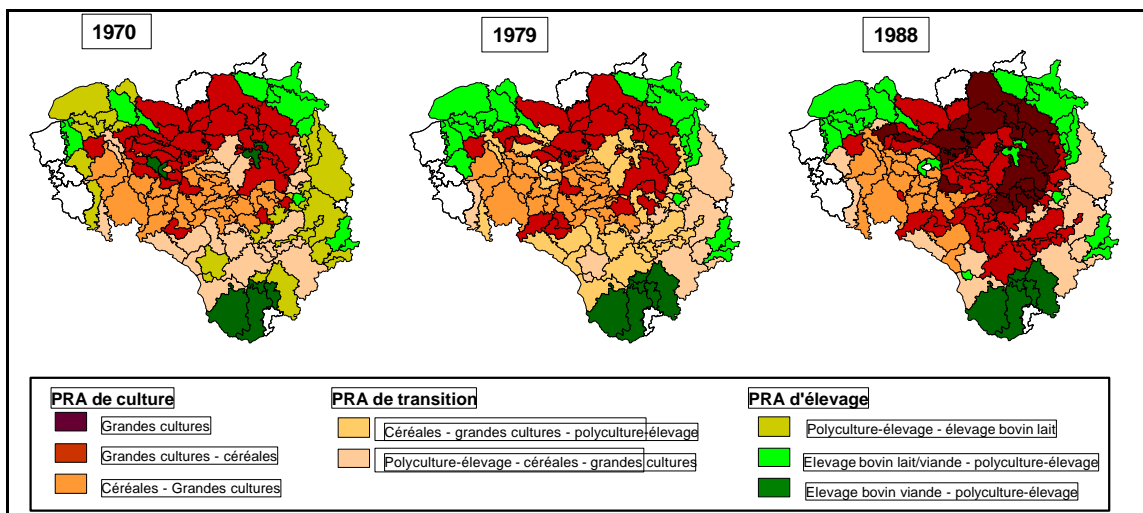 1970
1979
1988
PRA de culture
Grandes cultures
Grandes cultures - céréales
Céréales - Grandes cultures
PRA de transition
Céréales - grandes cultures - polyculture-élevage
Polyculture-élevage - céréales - grandes cultures
PRA d'élevage
Polyculture-élevage - élevage bovin lait
Elevage bovin lait/viande - polyculture-élevage
Elevage bovin viande - polyculture-élevage